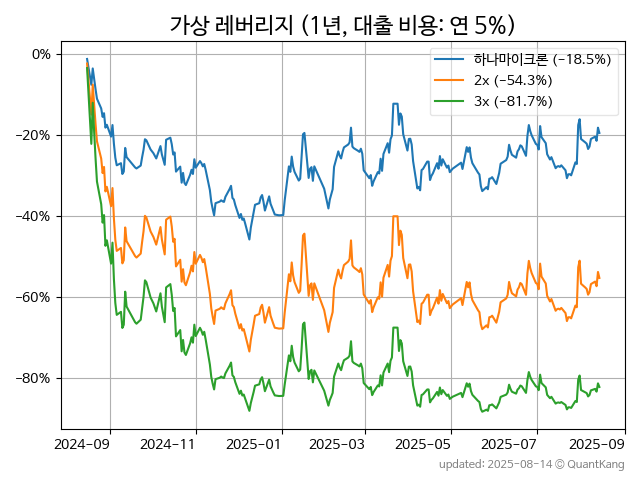 가상 레버리지 (1년, 대출 비용: 연 5%)
하나마이크론 (−18.5%)
2x (−54.3%)
3x (−81.7%)
0%
−20%
−40%
−60%
−80%
2024−09 2024−11 2025−01 2025−03 2025−05 2025−07 2025−09
updated: 2025-08-14 © QuantKang